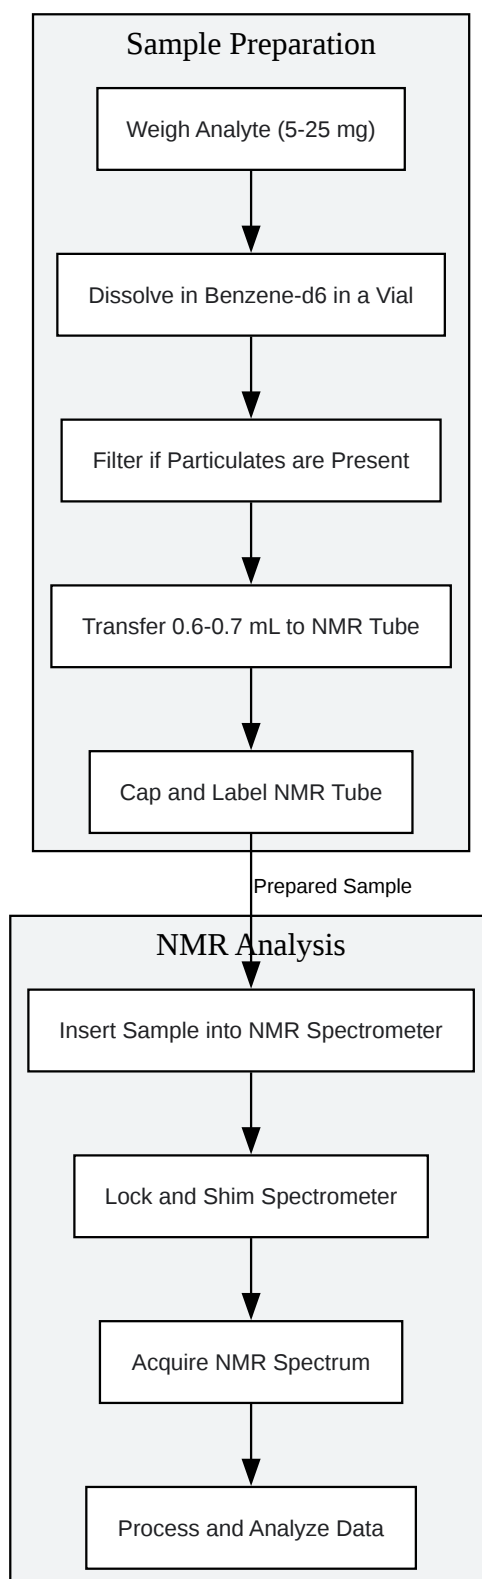 Sample Preparation
Weigh Analyte (5-25 mg)
Dissolve in Benzene-d6 in a Vial
Filter if Particulates are Present
Transfer 0.6-0.7 mL to NMR Tube
Cap and Label NMR Tube
Prepared Sample
NMR Analysis
Insert Sample into NMR Spectrometer
Lock and Shim Spectrometer
Acquire NMR Spectrum
Process and Analyze Data